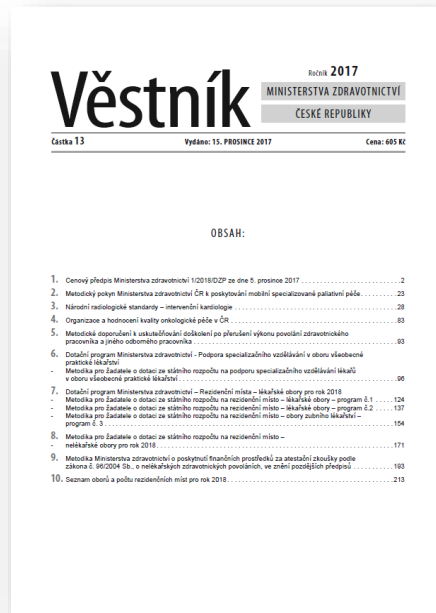 Věstník
Ročník 2017
MINISTERSTVA ZDRAVOTNICTVÍ
ČESKÉ REPUBLIKY
Částka 13 Vydáno: 15. PROSINCE 2017 Cena: 605 Kč
OBSAH:
1. Cenový předpis Ministerstva zdravotnictví 1/2018/DZP ze dne 5. prosince 2017 . . . 2
2. Metodický pokyn Ministerstva zdravotnictví ČR k poskytování mobilní specializované paliativní péče . . . 23
3. Národní radiologické standardy – intervenční kardiologie . . . 28
4. Organizace a hodnocení kvality onkologické péče v ČR . . . 83
5. Metodické doporučení k uskutečňování doškolení po přerušení výkonu povolání zdravotnického
pracovníka a jiného odborného pracovníka . . . 93
6. Dotační program Ministerstva zdravotnictví - Podpora specializačního vzdělávání v oboru všeobecné
praktické lékařství
- Metodika pro žadatele o dotaci ze státního rozpočtu na podporu specializačního vzdělávání lékařů
v oboru všeobecné praktické lékařství . . . 96
7. Dotační program Ministerstva zdravotnictví – Rezidenční místa – lékařské obory pro rok 2018
- Metodika pro žadatele o dotaci ze státního rozpočtu na rezidenční místo – lékařské obory – program č.1 . . . 124
- Metodika pro žadatele o dotaci ze státního rozpočtu na rezidenční místo – lékařské obory – program č.2 . . . 137
- Metodika pro žadatele o dotaci ze státního rozpočtu na rezidenční místo – obory zubního lékařství –
program č. 3 . . . 154
8. Metodika pro žadatele o dotaci ze státního rozpočtu na rezidenční místo –
- nelékařské obory pro rok 2018 . . . 171
9. Metodika Ministerstva zdravotnictví o poskytnutí finančních prostředků za atestační zkoušky podle
- zákona č. 96/2004 Sb., o nelékařských zdravotnických povoláních, ve znění pozdějších předpisů . . . 193
10. Seznam oborů a počtu rezidenčních míst pro rok 2018 . . . 213